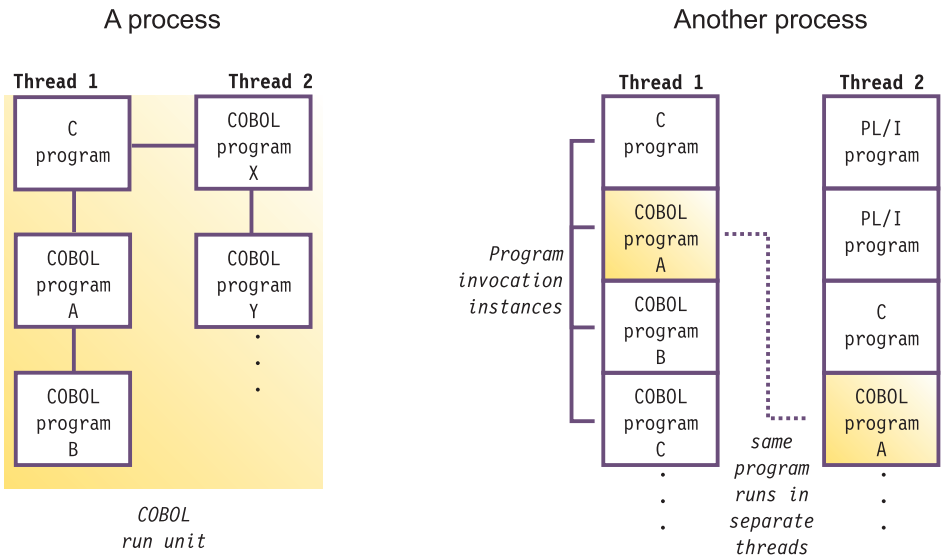 A process
Thread 1
Thread 2
C
program
COBOL
program
X
COBOL
program
A
COBOL
program
Y
COBOL
program
B
COBOL
run unit
Another process
Thread 1
Thread 2
Program
invocation
instances
C
program
COBOL
program
A
COBOL
program
B
COBOL
program
C
PL/I
program
PL/I
program
C
program
COBOL
program
A
same
program
runs in
separate
threads